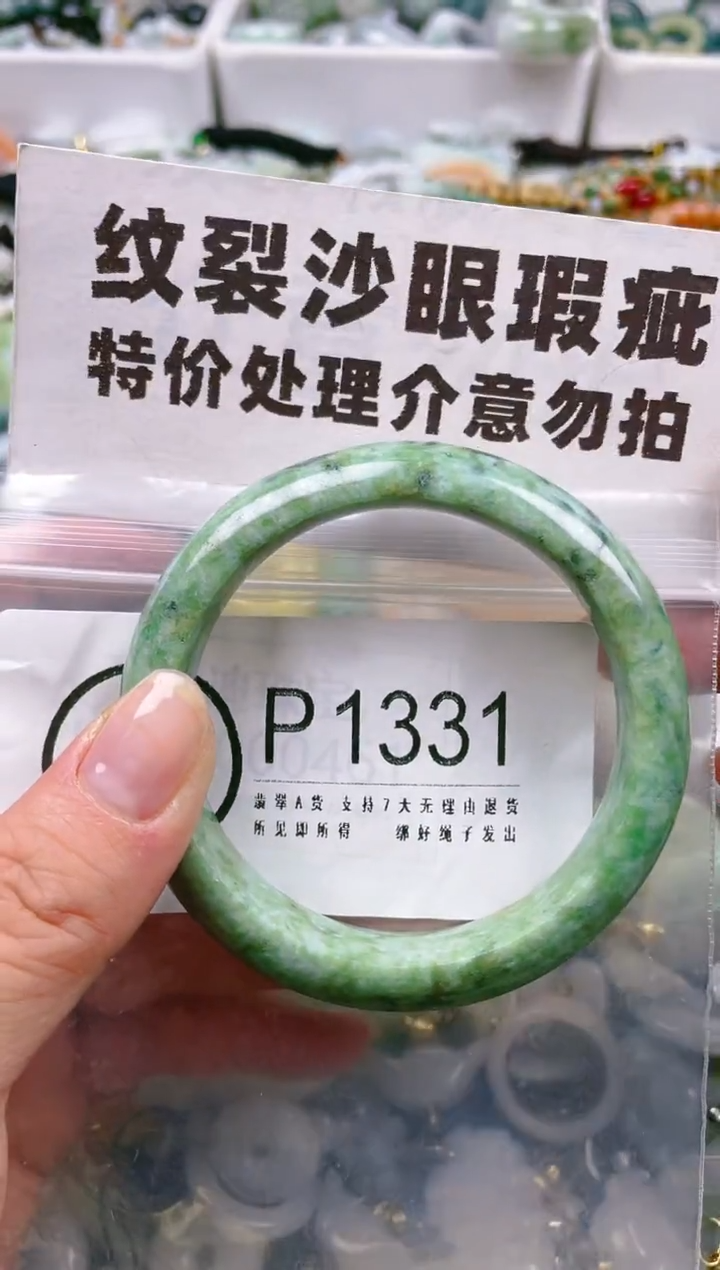 纹裂沙眼瑕疵
特价处理介意勿拍
P1331
翡翠A货 支持7天无理由退货
所见即所得 绑好绳子发出